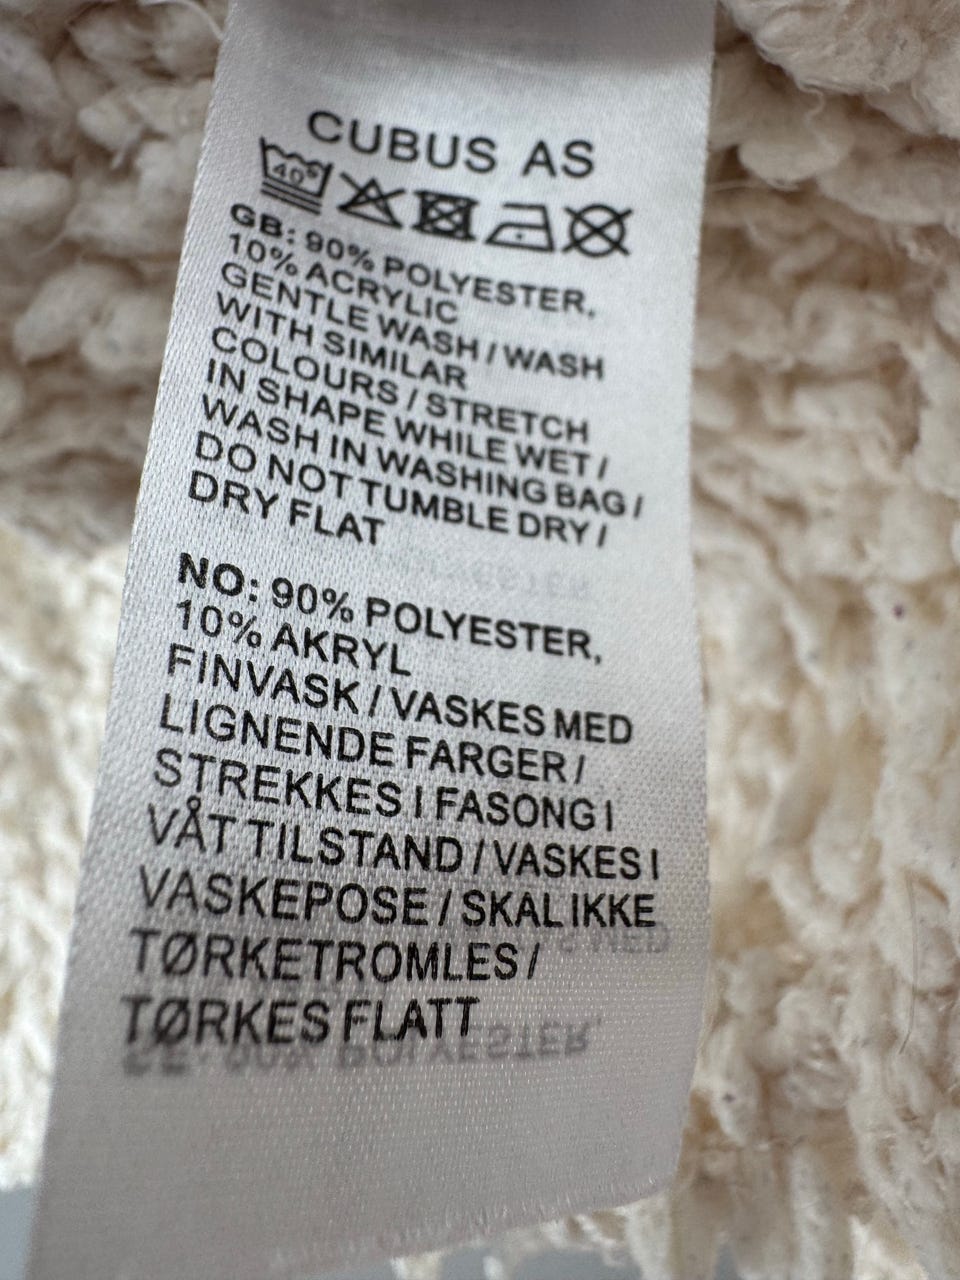 CUBUS AS
40°
GB: 90% POLYESTER,
10% ACRYLIC
GENTLE WASH / WASH
WITH SIMILAR
COLOURS / STRETCH
IN SHAPE WHILE WET /
WASH IN WASHING BAG /
DO NOT TUMBLE DRY /
DRY FLAT
NO: 90% POLYESTER,
10% AKRYL
FINVASK / VASKES MED
LIGNENDE FARGER /
STREKKES I FASONG I
VÅT TILSTAND / VASKES I
VASKEPOSE / SKAL IKKE
TØRKETROMLES /
TØRKES FLATT